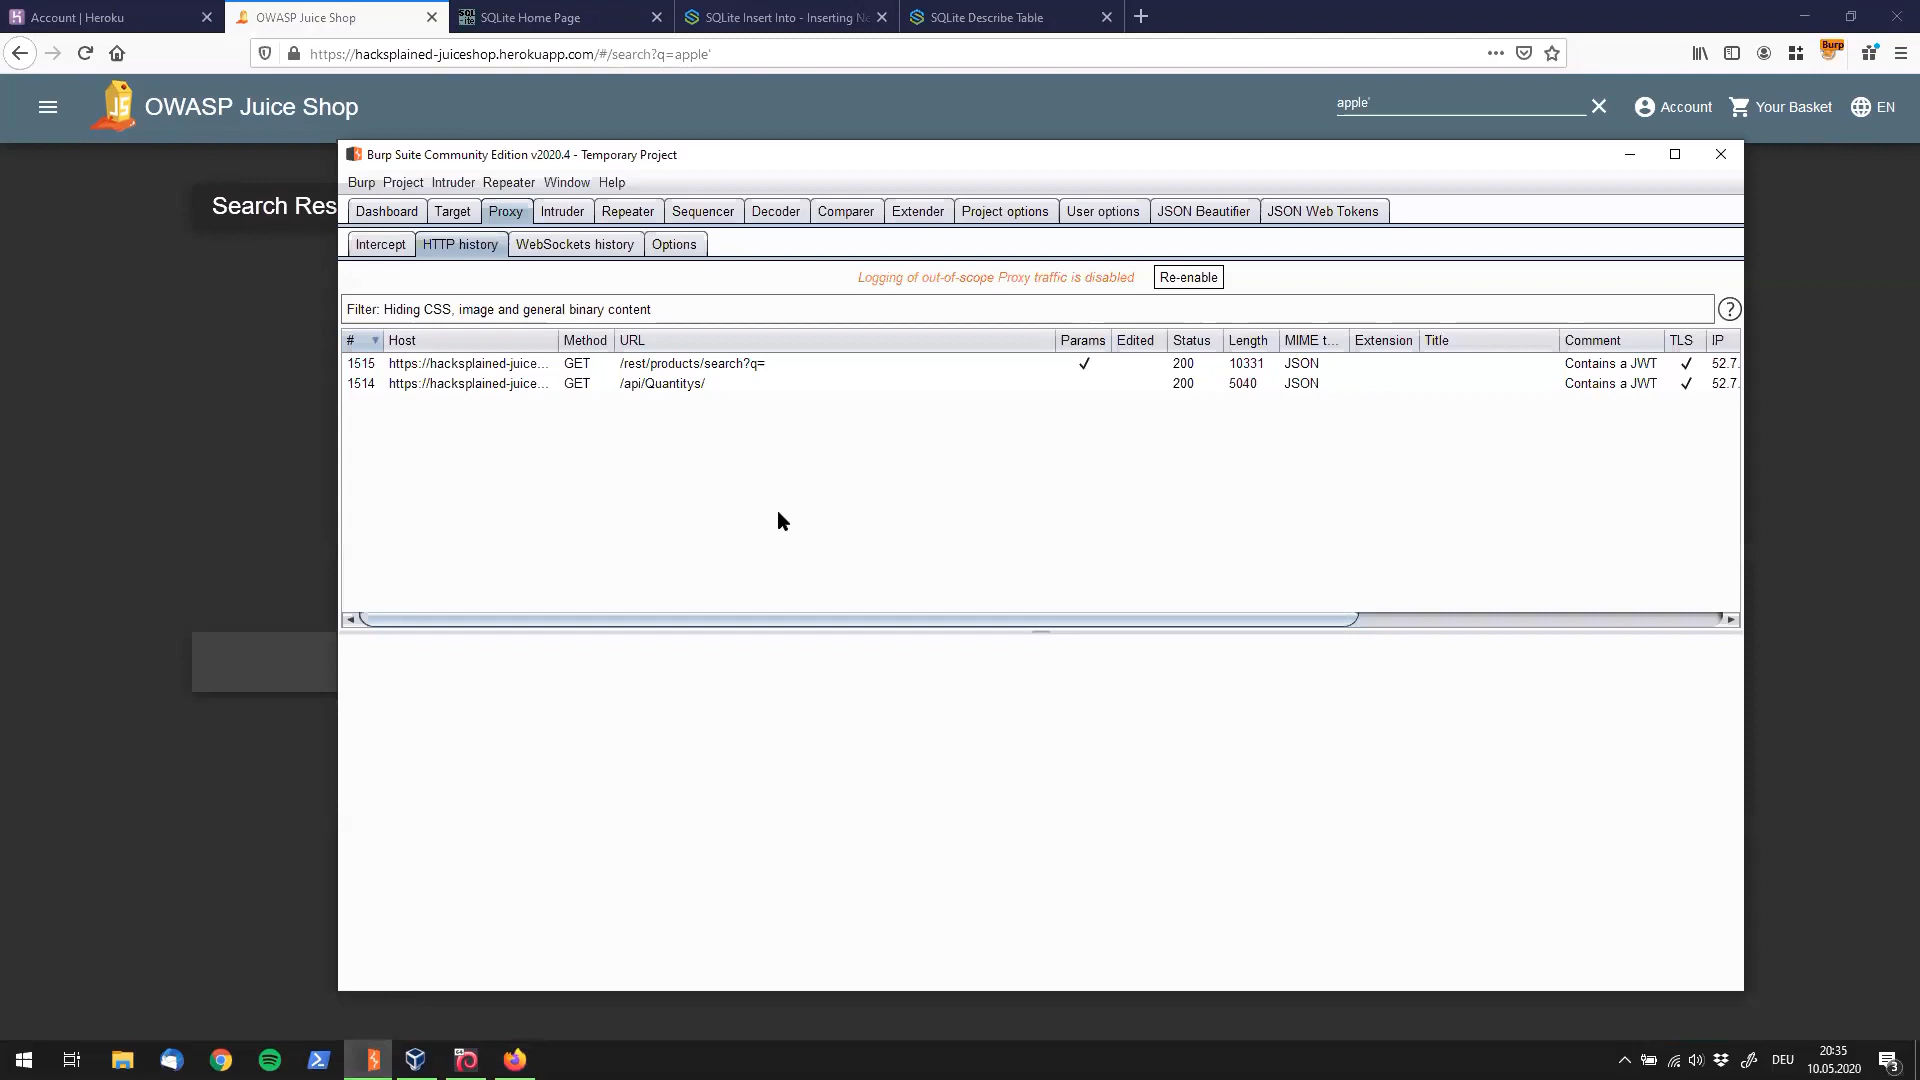 Account | Heroku
OWASP Juice Shop
SQLite Home Page
SQLite Insert Into - Inserting Ne
SQLite Describe Table
https://hacksplained-juiceshop.herokuapp.com/#/search?q=apple'
Burp
OWASP Juice Shop
apple'
Account
Your Basket
EN
Search Res
Burp Suite Community Edition v2020.4 - Temporary Project
Burp Project Intruder Repeater Window Help
Dashboard Target Proxy Intruder Repeater Sequencer Decoder Comparer Extender Project options User options JSON Beautifier JSON Web Tokens
Intercept HTTP history WebSockets history Options
Logging of out-of-scope Proxy traffic is disabled Re-enable
Filter: Hiding CSS, image and general binary content ?
# Host Method URL Params Edited Status Length MIME t... Extension Title Comment TLS IP
1515 https://hacksplained-juice... GET /rest/products/search?q= ✓ 200 10331 JSON Contains a JWT ✓ 52.7.
1514 https://hacksplained-juice... GET /api/Quantitys/ 200 5040 JSON Contains a JWT ✓ 52.7.
DEU
20:35
10.05.2020
3